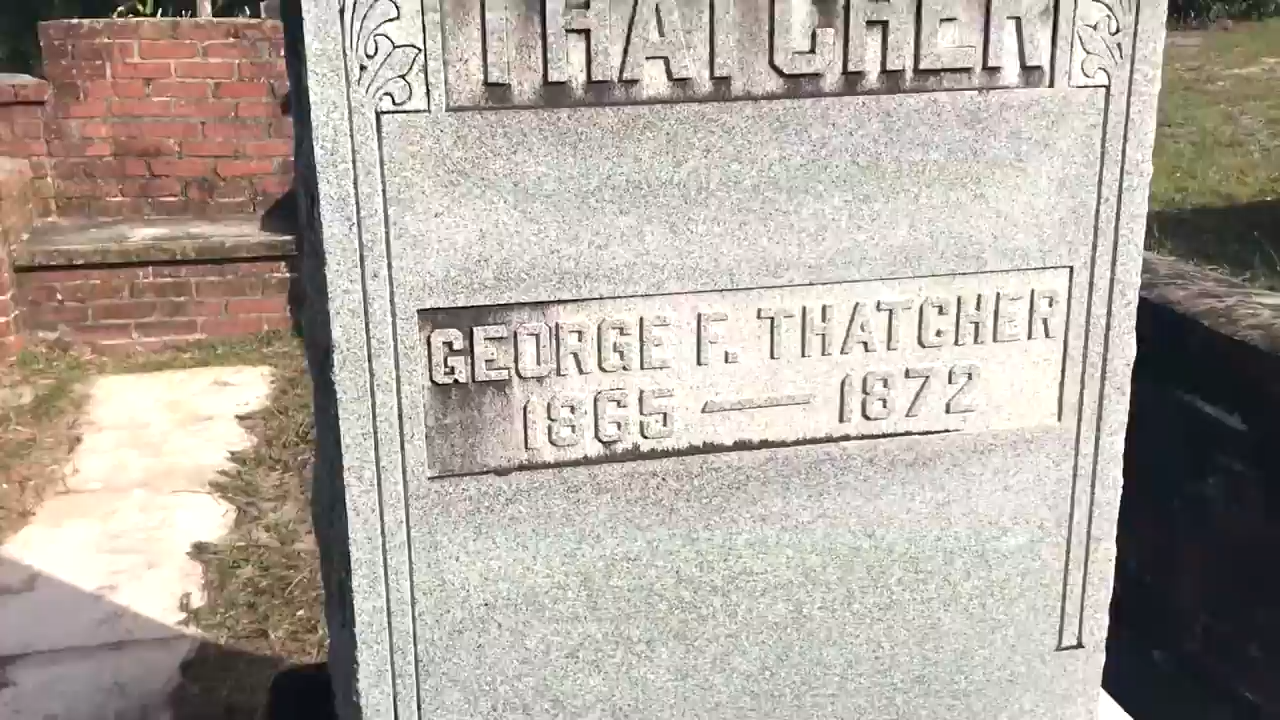 THATCHER
GEORGE F. THATCHER
1865 — 1872